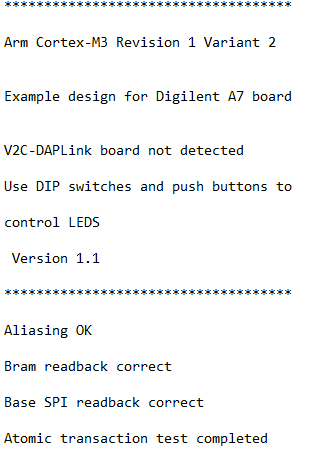 ************************************
Arm Cortex-M3 Revision 1 Variant 2
Example design for Digilent A7 board
V2C-DAPLink board not detected
Use DIP switches and push buttons to
control LEDS
Version 1.1
************************************
Aliasing OK
Bram readback correct
Base SPI readback correct
Atomic transaction test completed